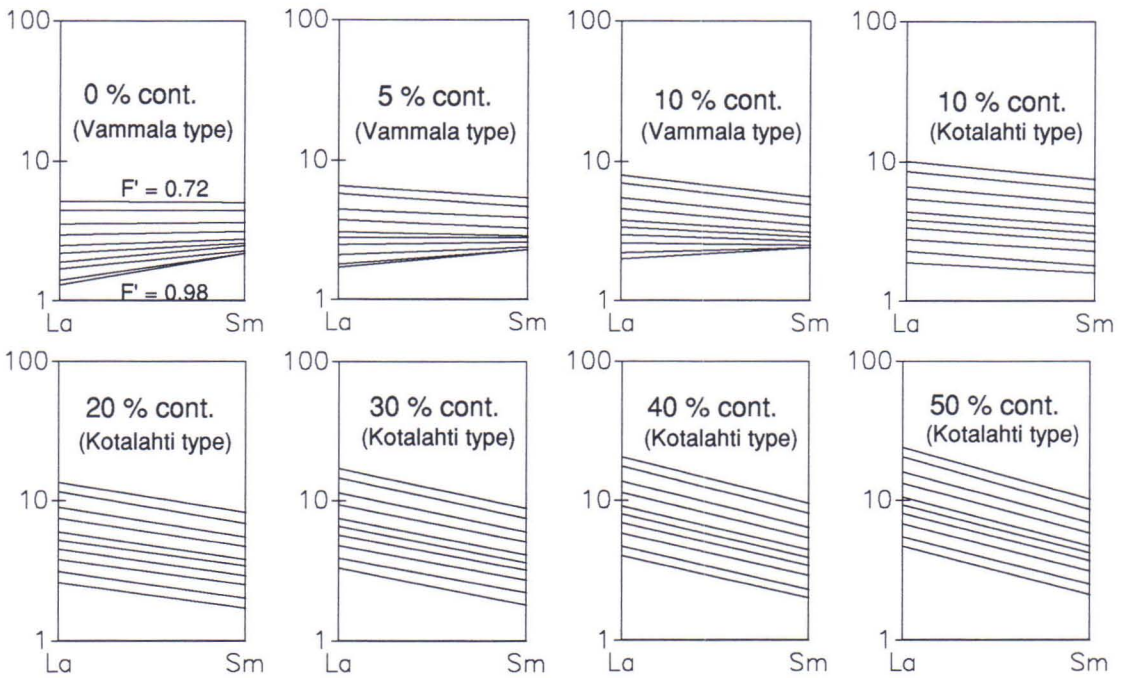 100
0 % cont.
(Vammala type)
10
F' = 0.72
F' = 0.98
1
La Sm
100
5 % cont.
(Vammala type)
10
1
La Sm
100
10 % cont.
(Vammala type)
10
1
La Sm
100
10 % cont.
(Kotalahti type)
10
1
La Sm
100
20 % cont.
(Kotalahti type)
10
1
La Sm
100
30 % cont.
(Kotalahti type)
10
1
La Sm
100
40 % cont.
(Kotalahti type)
10
1
La Sm
100
50 % cont.
(Kotalahti type)
10
1
La Sm